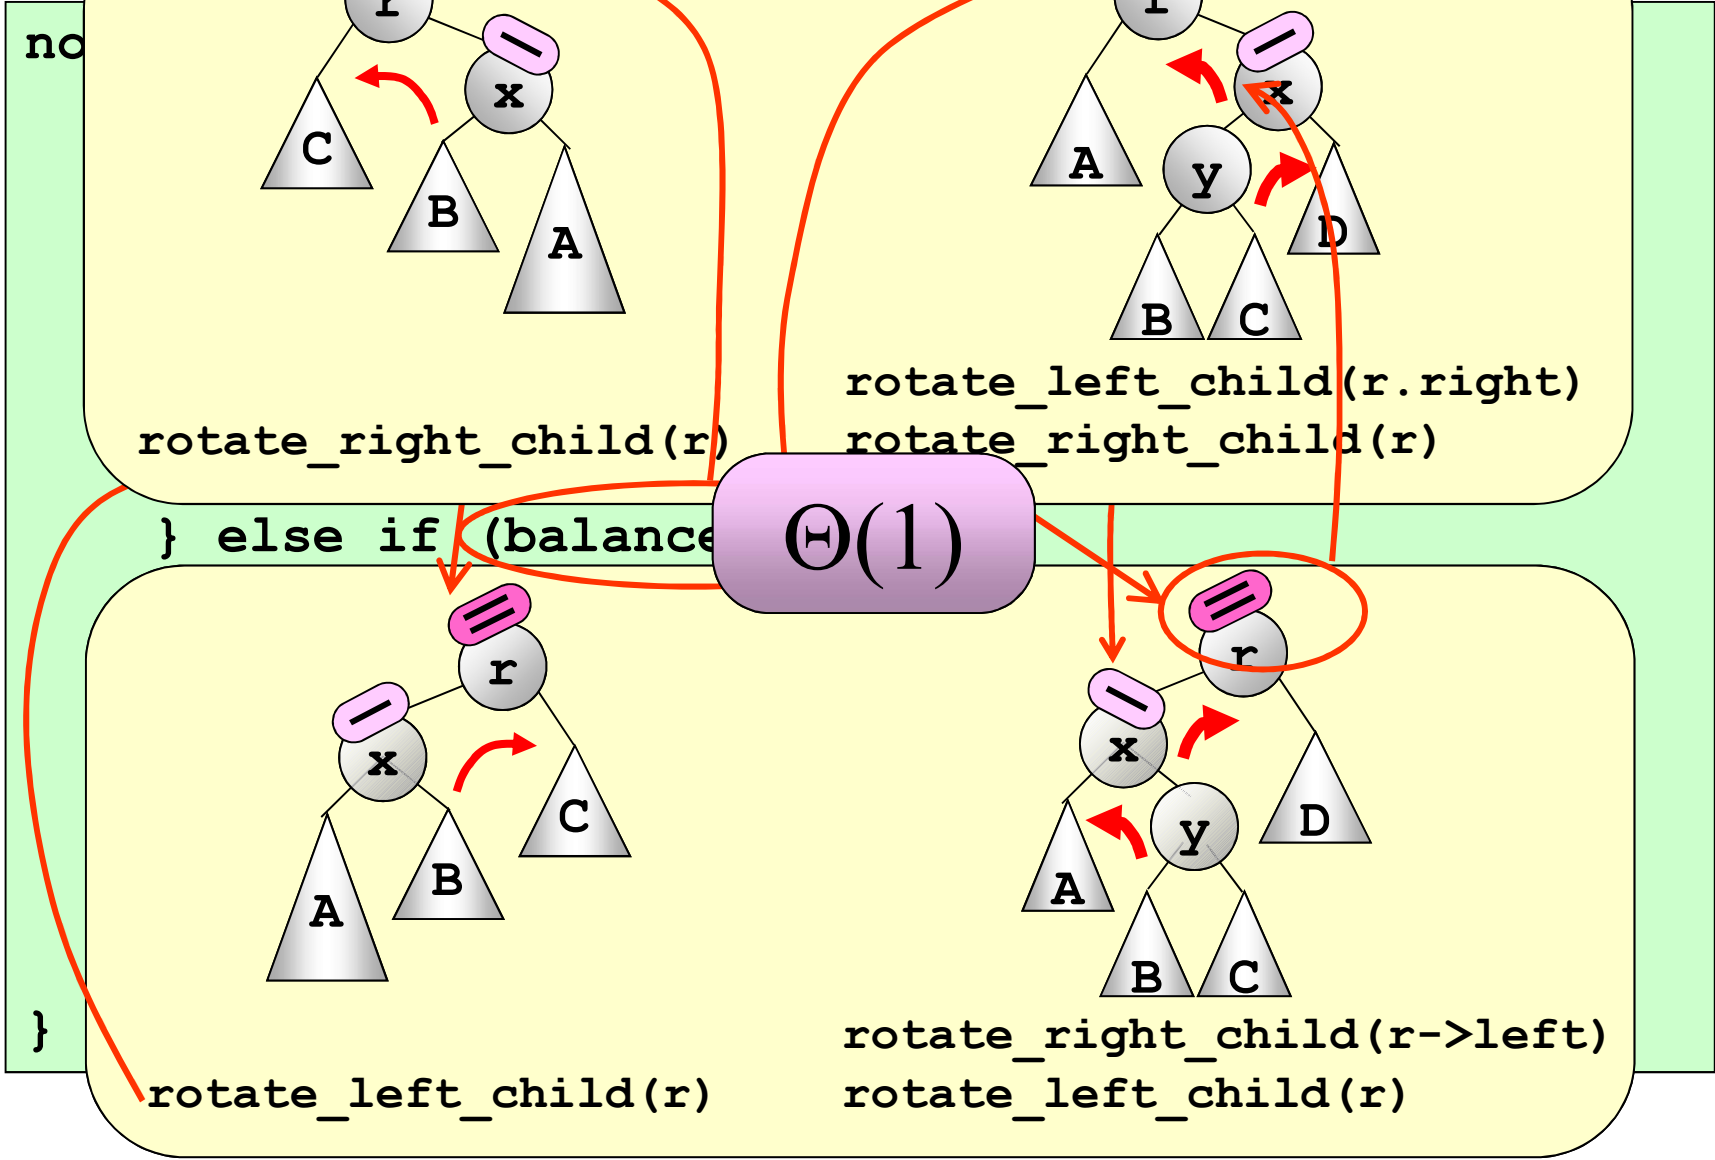 no
r
x
C
B
A
r
x
A
y
D
B
C
rotate_left_child(r.right)
rotate_right_child(r)
rotate_right_child(r)
} else if (balance
Θ(1)
r
x
C
B
A
r
x
y
D
A
B
C
}
rotate_right_child(r->left)
rotate_left_child(r)
rotate_left_child(r)